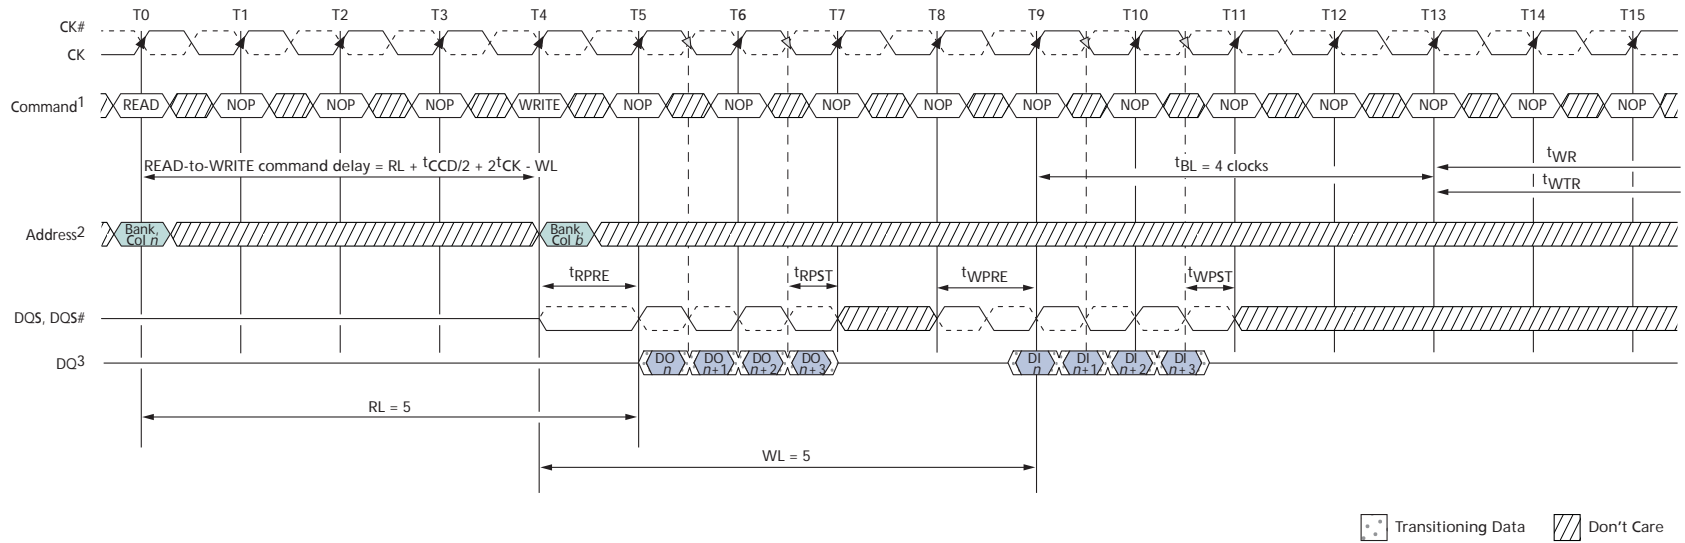 T0 T1 T2 T3 T4 T5 T6 T7 T8 T9 T10 T11 T12 T13 T14 T15
CK#
CK
Command1 READ NOP NOP NOP WRITE NOP NOP NOP NOP NOP NOP NOP NOP NOP NOP NOP
READ-to-WRITE command delay = RL + tCCD/2 + 2tCK - WL
tBL = 4 clocks
tWR
tWTR
Address2
Bank,
Col n
Bank,
Col b
tRPRE tRPST tWPRE tWPST
DQS, DQS#
DQ3
DO
n
DO
n+1
DO
n+2
DO
n+3
DI
n
DI
n+1
DI
n+2
DI
n+3
RL = 5
WL = 5
Transitioning Data
Don't Care